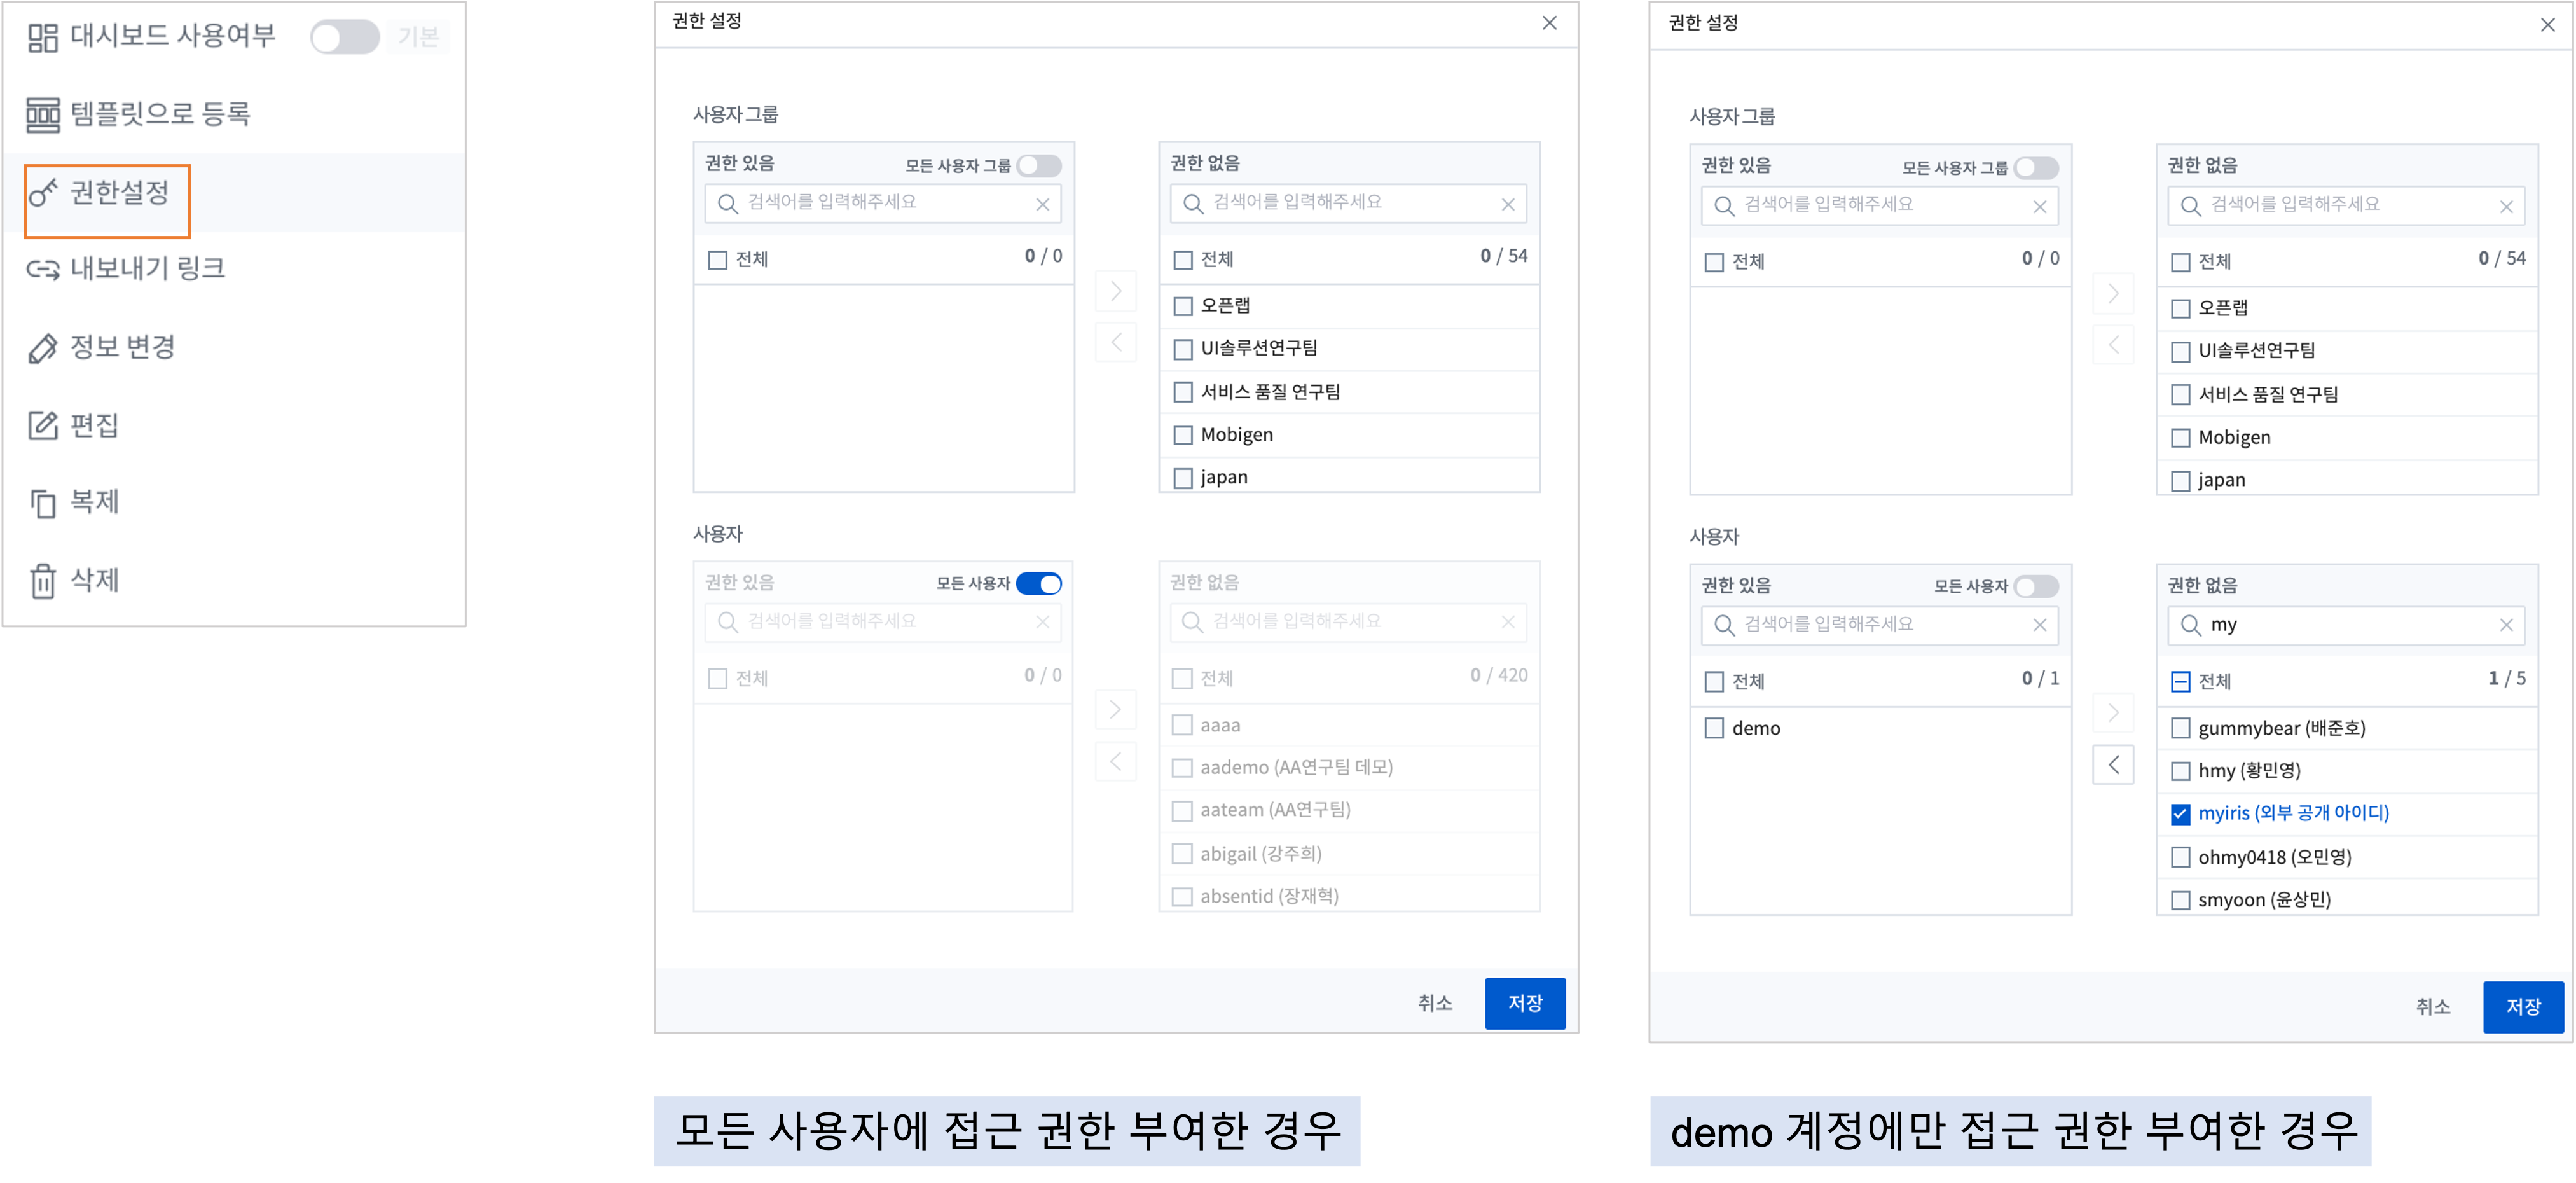 대시보드 사용여부 기본
템플릿으로 등록
권한설정
내보내기 링크
정보 변경
편집
복제
삭제
권한 설정
사용자 그룹
권한 있음 모든 사용자 그룹
검색어를 입력해주세요
전체 0 / 0
권한 없음
검색어를 입력해주세요
전체 0 / 54
오픈랩
UI솔루션연구팀
서비스 품질 연구팀
Mobigen
japan
사용자
권한 있음 모든 사용자
검색어를 입력해주세요
전체 0 / 0
권한 없음
검색어를 입력해주세요
전체 0 / 420
aaaa
aademo (AA연구팀 데모)
aateam (AA연구팀)
abigail (강주희)
absentid (장재혁)
취소 저장
모든 사용자에 접근 권한 부여한 경우
권한 설정
사용자 그룹
권한 있음 모든 사용자 그룹
검색어를 입력해주세요
전체 0 / 0
권한 없음
검색어를 입력해주세요
전체 0 / 54
오픈랩
UI솔루션연구팀
서비스 품질 연구팀
Mobigen
japan
사용자
권한 있음 모든 사용자
검색어를 입력해주세요
전체 0 / 1
demo
권한 없음
my
전체 1 / 5
gummybear (배준호)
hmy (황민영)
myiris (외부 공개 아이디)
ohmy0418 (오민영)
smyoon (윤상민)
취소 저장
demo 계정에만 접근 권한 부여한 경우